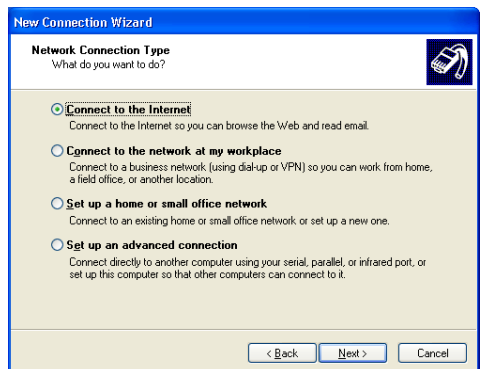 New Connection Wizard
Network Connection Type
What do you want to do?
Connect to the Internet
Connect to the Internet so you can browse the Web and read email.
Connect to the network at my workplace
Connect to a business network (using dial-up or VPN) so you can work from home,
a field office, or another location.
Set up a home or small office network
Connect to an existing home or small office network or set up a new one.
Set up an advanced connection
Connect directly to another computer using your serial, parallel, or infrared port, or
set up this computer so that other computers can connect to it.
< Back Next > Cancel